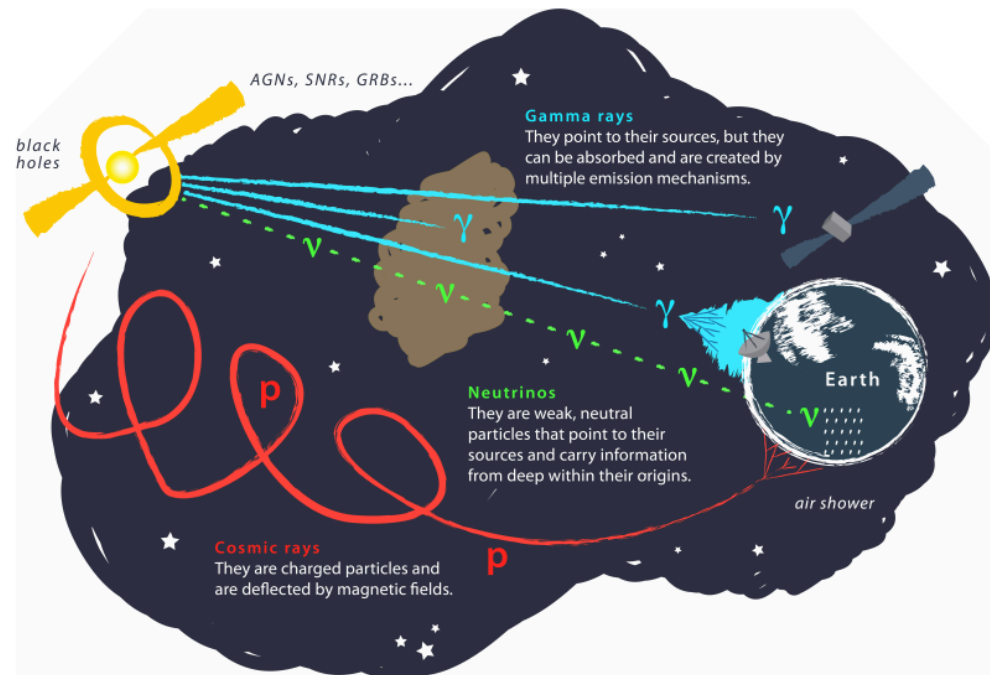 AGNs, SNRs, GRBs...
black
holes
Gamma rays
They point to their sources, but they
can be absorbed and are created by
multiple emission mechanisms.
γ
γ
ν
ν
γ
ν
ν
Earth
ν
p
Neutrinos
They are weak, neutral
particles that point to their
sources and carry information
from deep within their origins.
air shower
p
Cosmic rays
They are charged particles and
are deflected by magnetic fields.